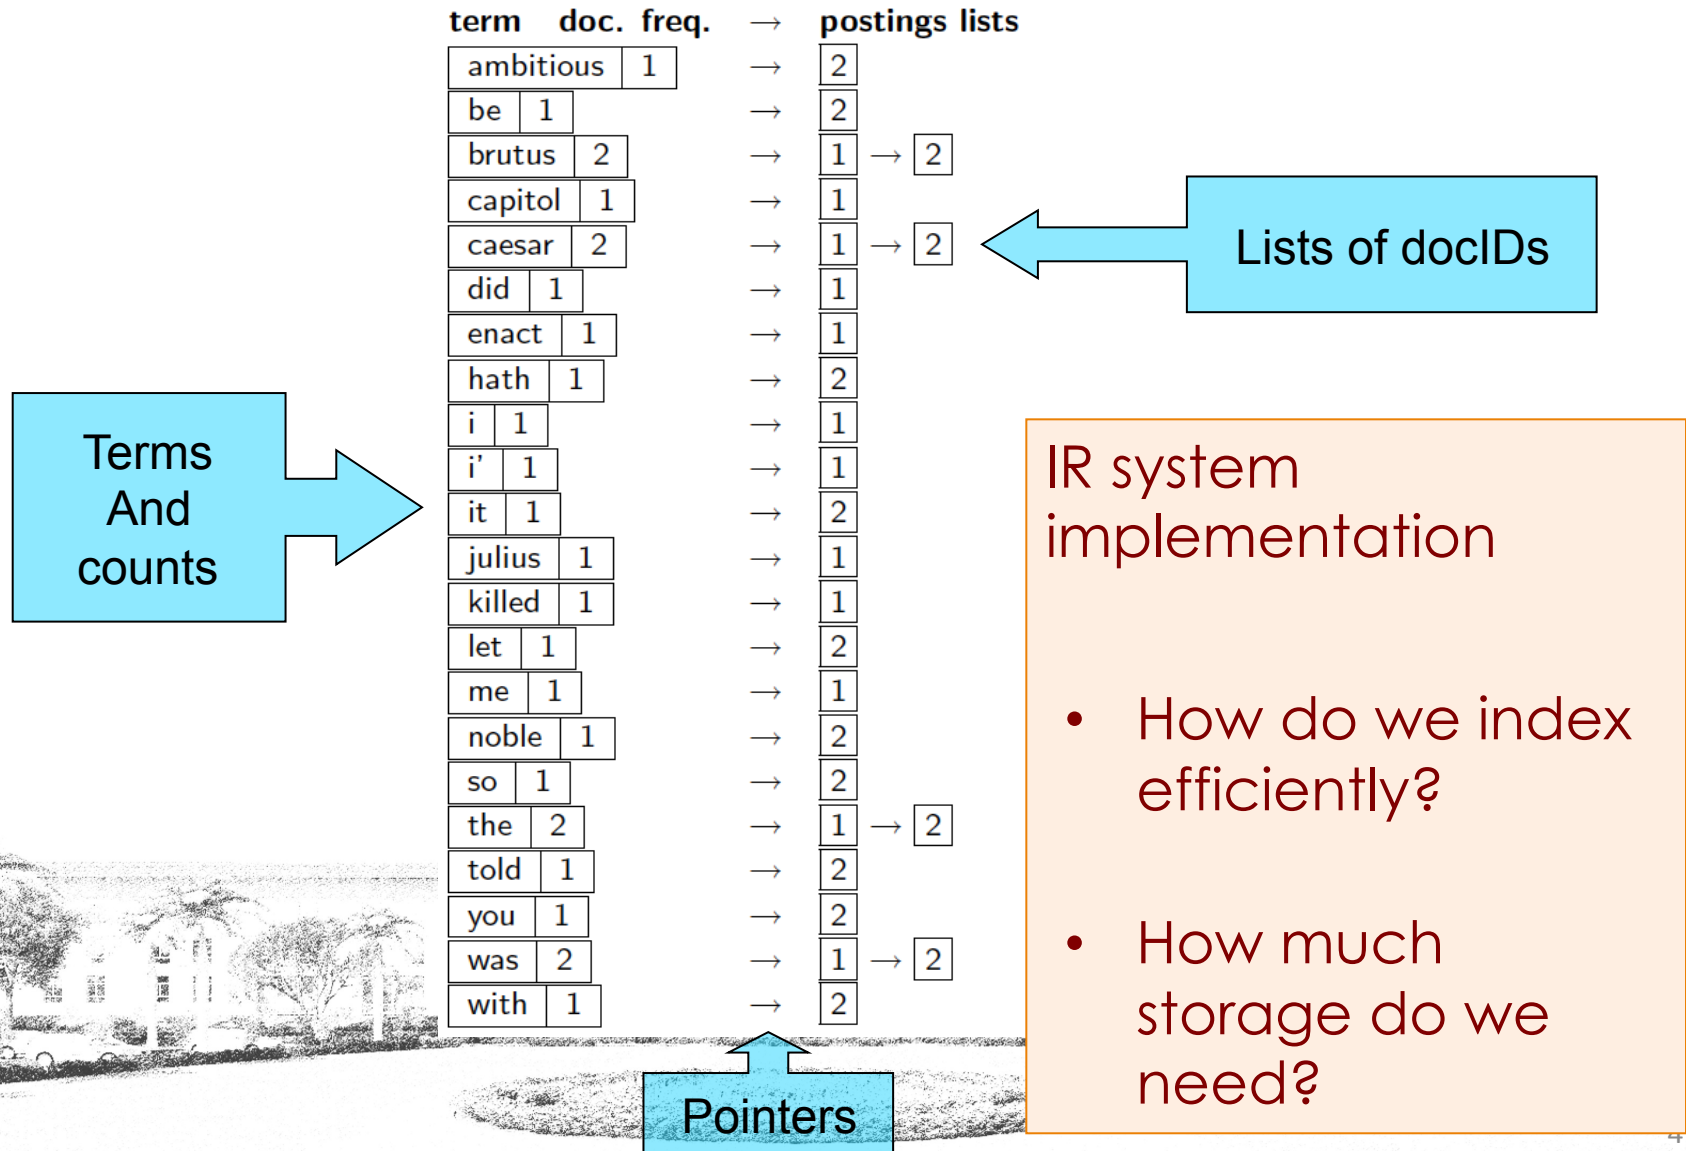 term doc. freq. → postings lists
ambitious 1 → 2
be 1 → 2
brutus 2 → 1 → 2
capitol 1 → 1
caesar 2 → 1 → 2
did 1 → 1
enact 1 → 1
hath 1 → 2
i 1 → 1
i' 1 → 1
it 1 → 2
julius 1 → 1
killed 1 → 1
let 1 → 2
me 1 → 1
noble 1 → 2
so 1 → 2
the 2 → 1 → 2
told 1 → 2
you 1 → 2
was 2 → 1 → 2
with 1 → 2
Lists of docIDs
Terms
And
counts
Pointers
IR system
implementation
• How do we index
efficiently?
• How much
storage do we
need?
4